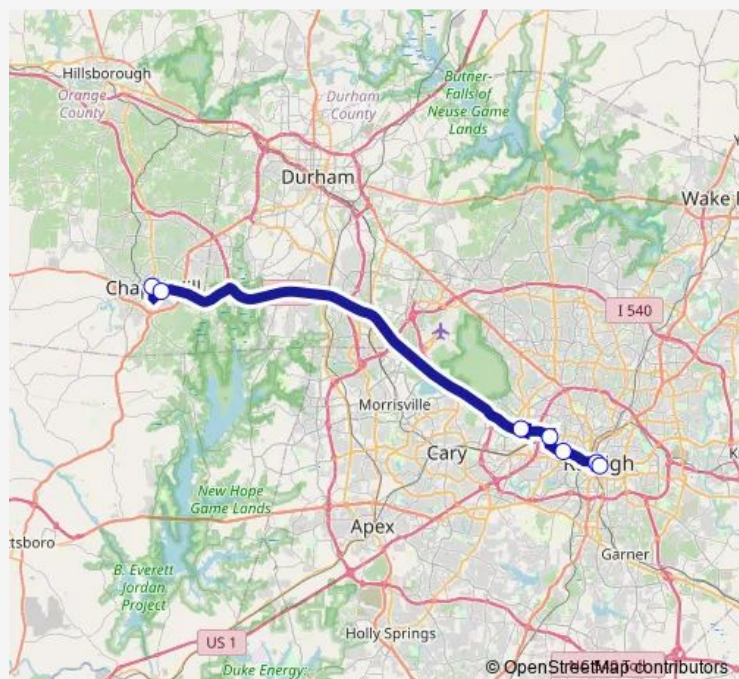 Hillsborough
Orange
County
Durham
County
Butner-
Falls of
Neuse Game
Lands
Durham
Wake
I 540
Morrisville
Cary
New Hope
Game Lands
Apex
Garner
B. Everett
Jordan
Project
US 1
Holly Springs
Duke Energy:
© OpenStreetMap contributors